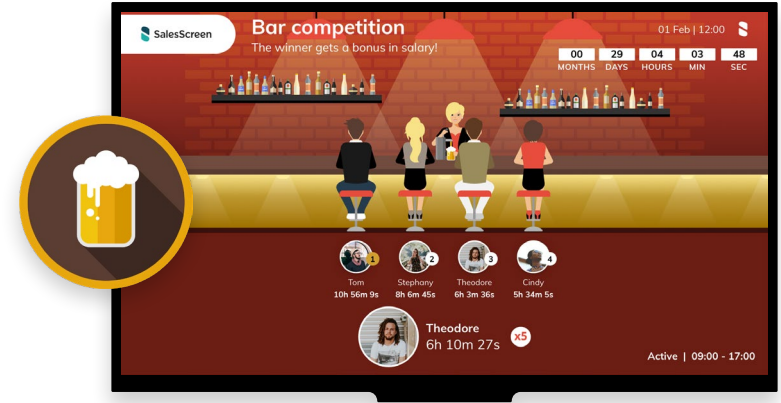 SalesScreen
Bar competition
The winner gets a bonus in salary!
01 Feb | 12:00
00 29 04 03 48
MONTHS DAYS HOURS MIN SEC
1 2 3 4
Tom Stephany Theodore Cindy
10h 56m 9s 8h 6m 45s 6h 3m 36s 5h 34m 5s
Theodore
6h 10m 27s x5
Active | 09:00 - 17:00